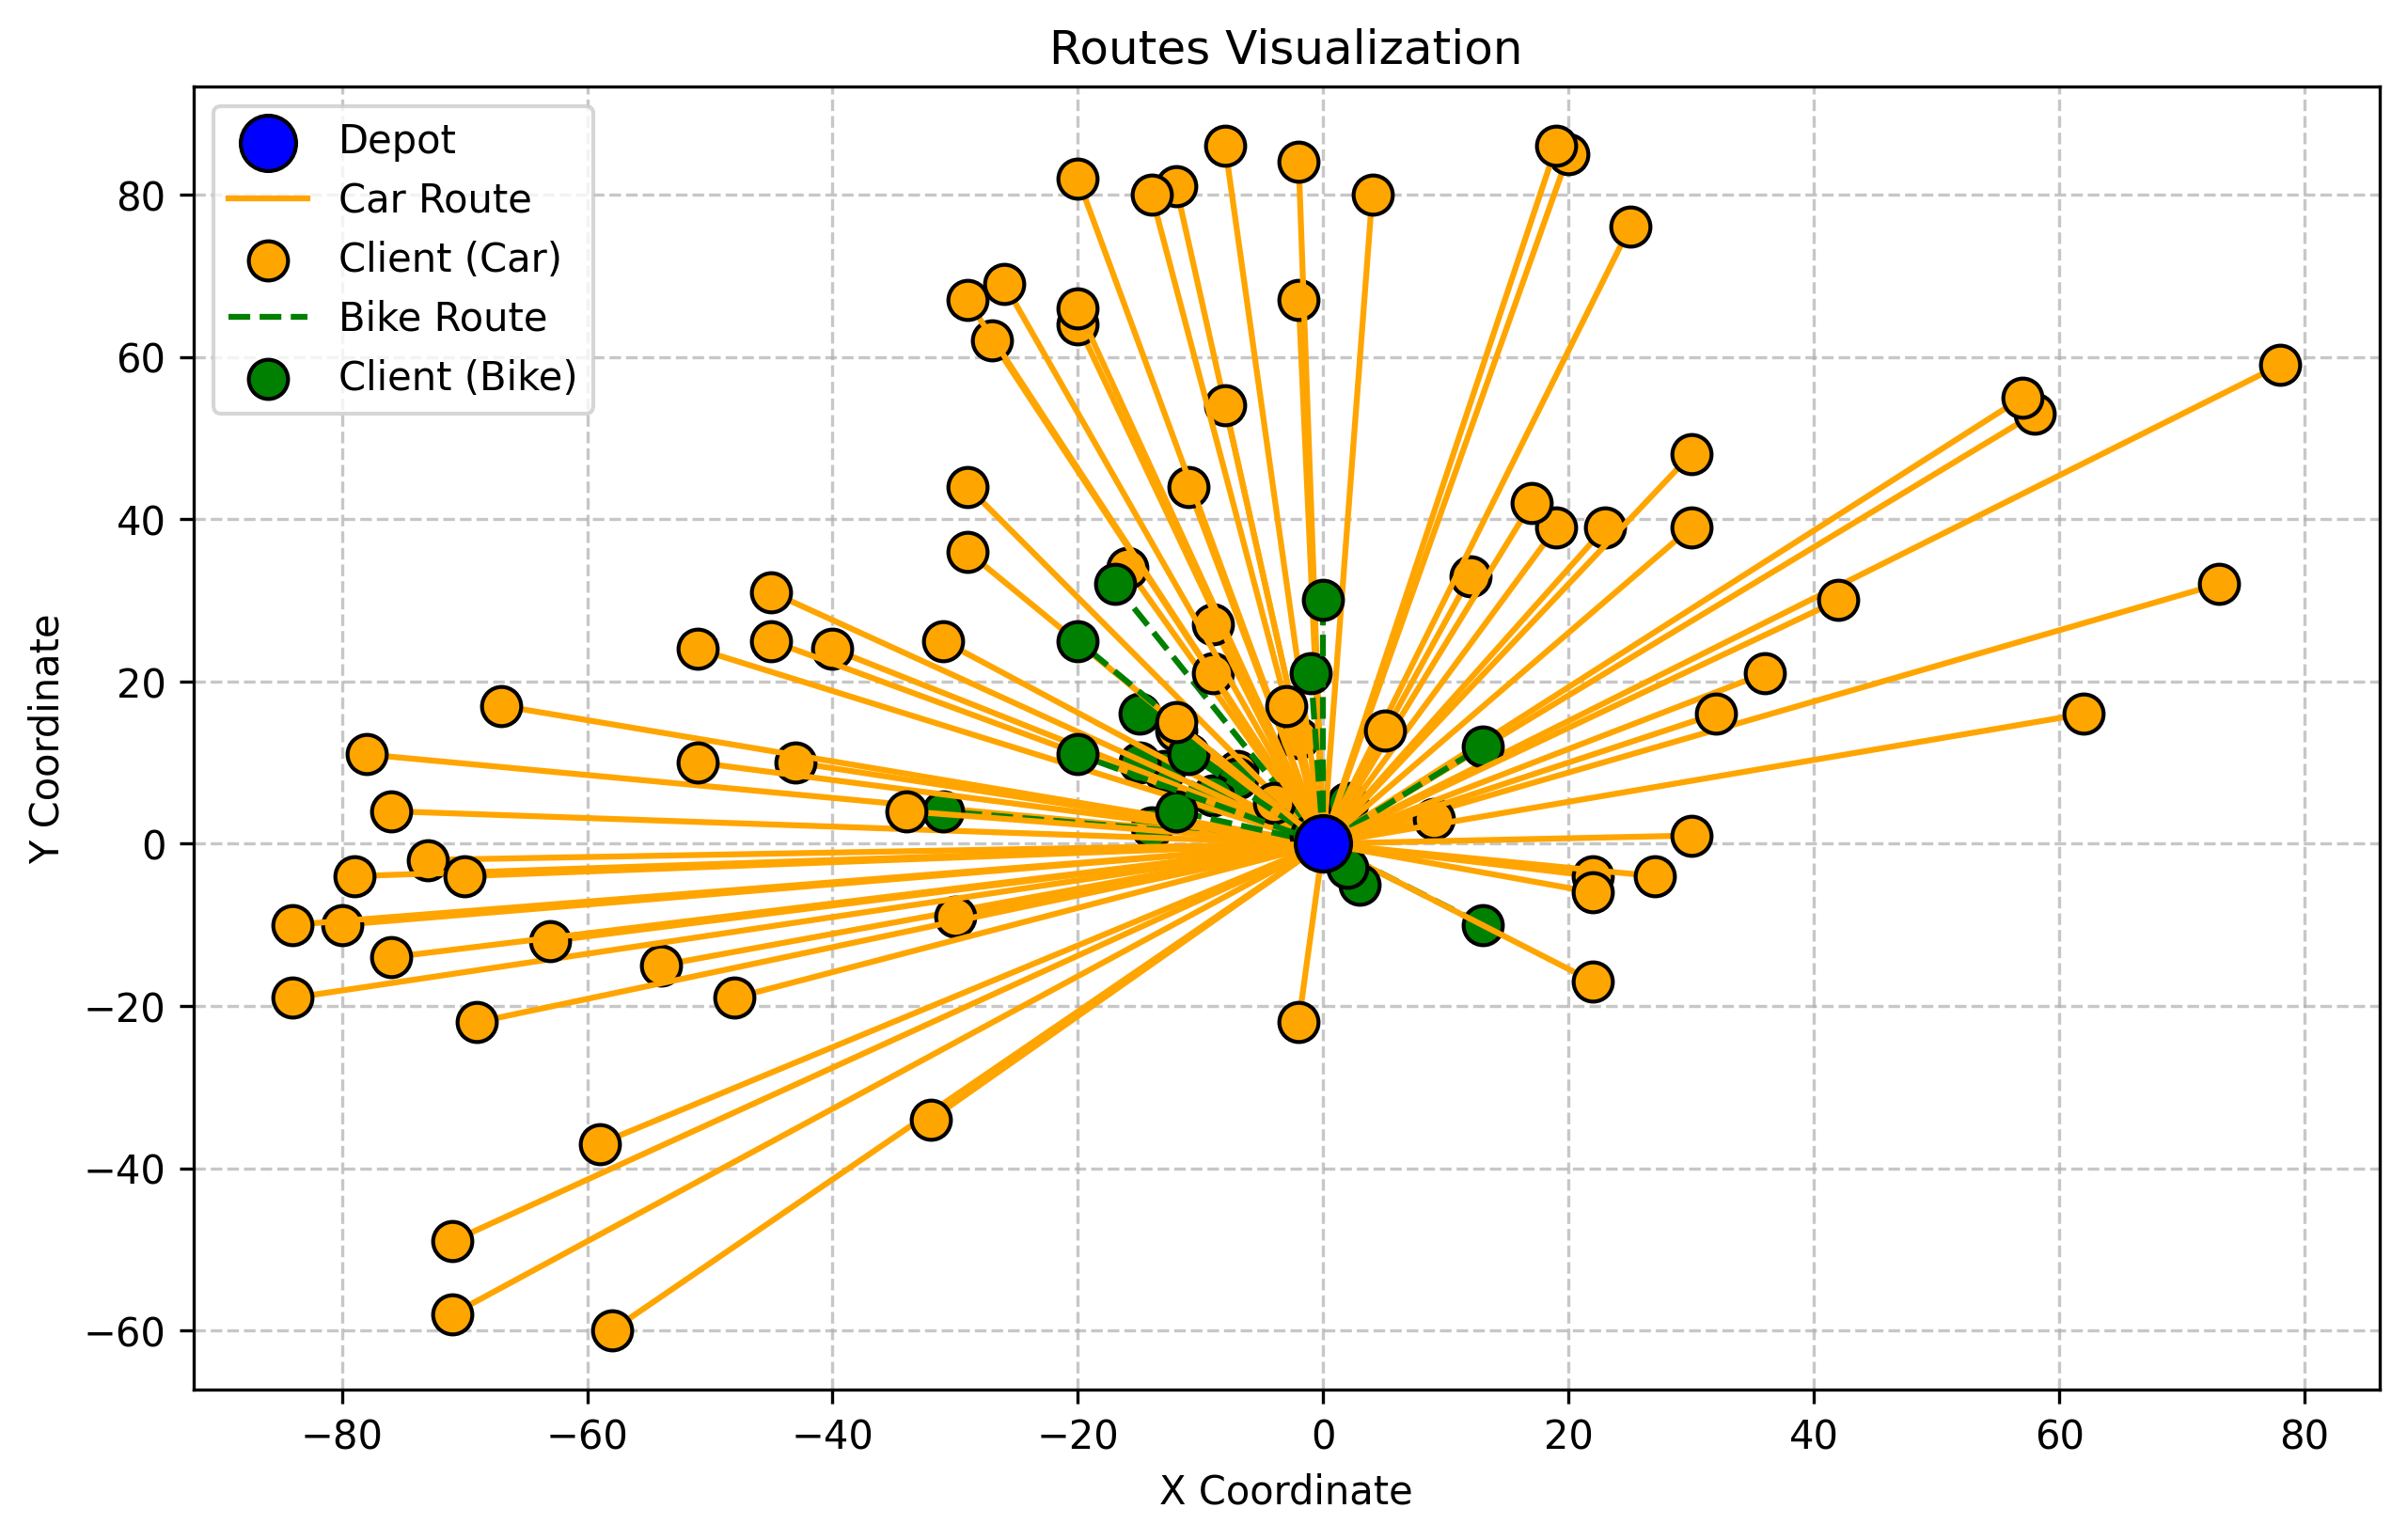 Routes Visualization
Depot
Car Route
Client (Car)
Bike Route
Client (Bike)
80
60
40
20
0
−20
−40
−60
Y Coordinate
−80
−60
−40
−20
0
20
40
60
80
X Coordinate